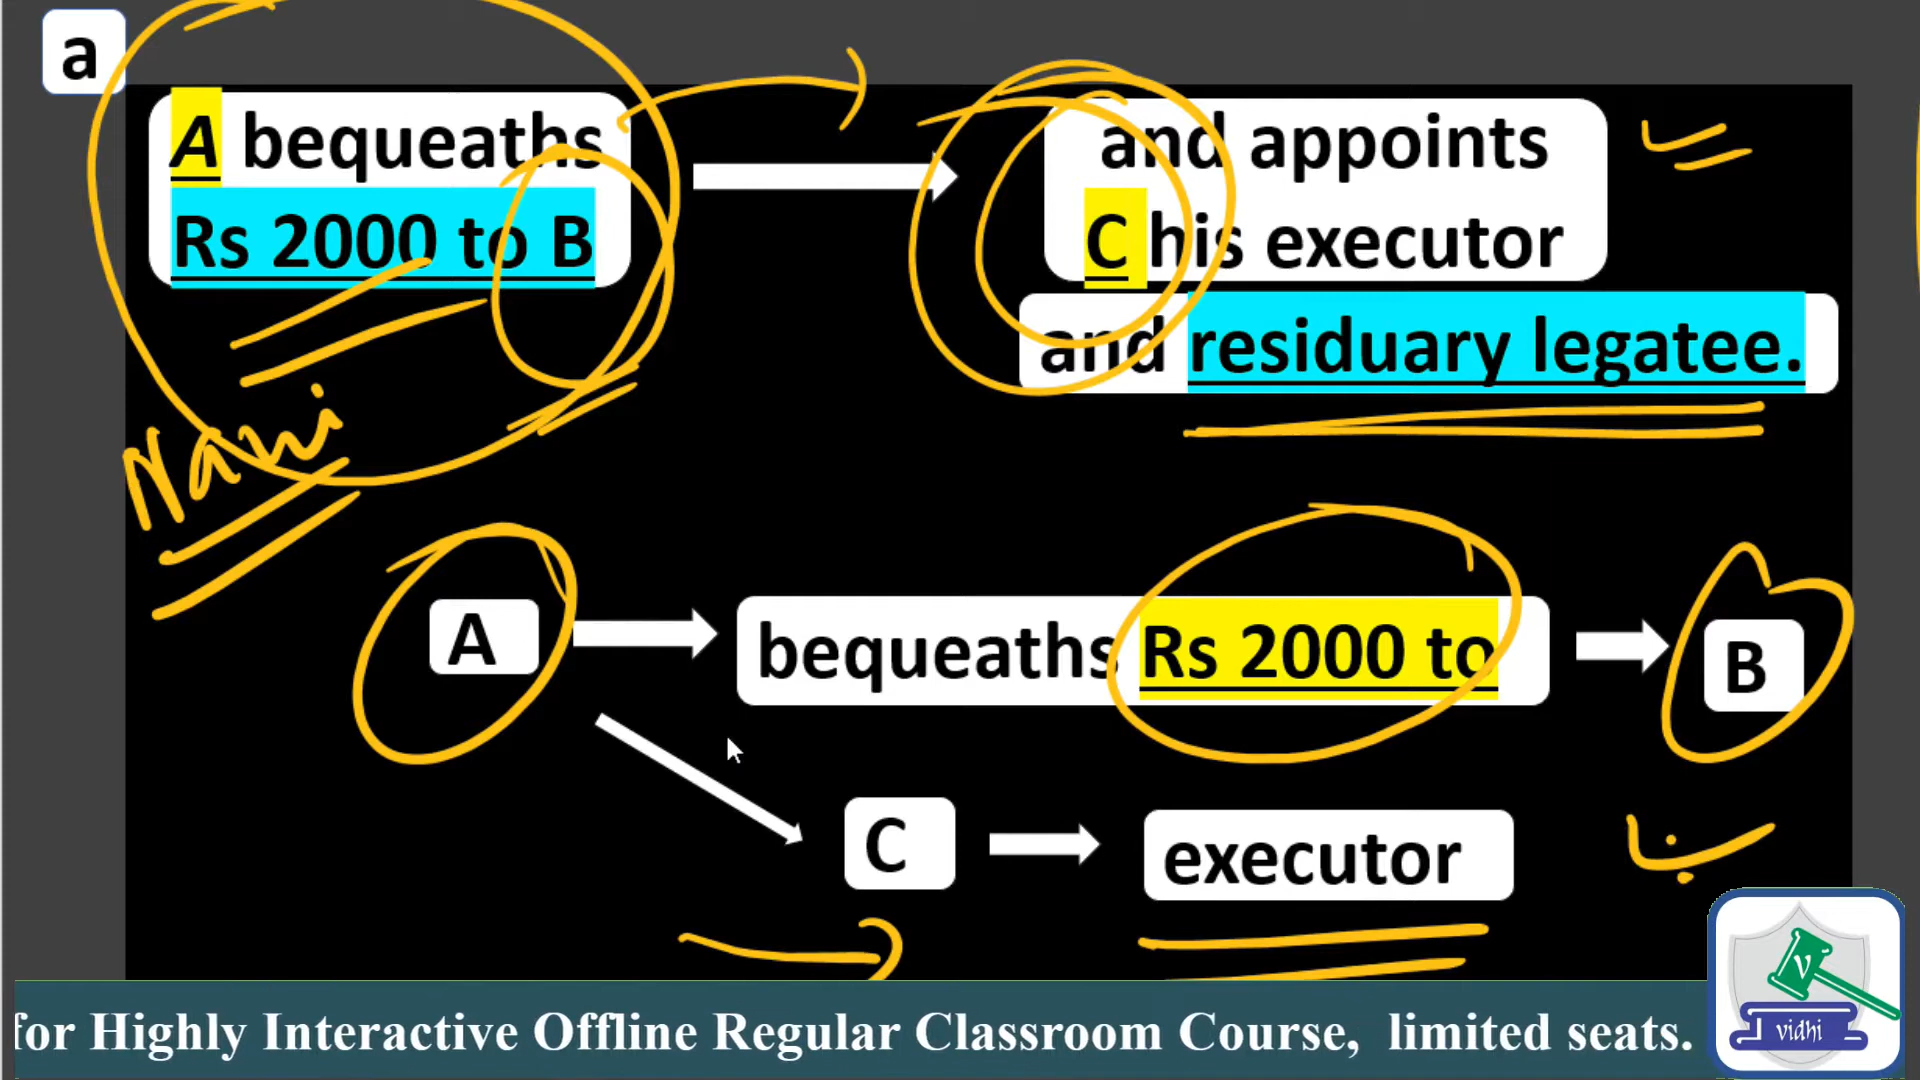 a
A bequeaths
Rs 2000 to B
and appoints
C his executor
and residuary legatee.
Nahi
A
bequeaths Rs 2000 to
B
C
executor
for Highly Interactive Offline Regular Classroom Course, limited seats.
V
vidhi